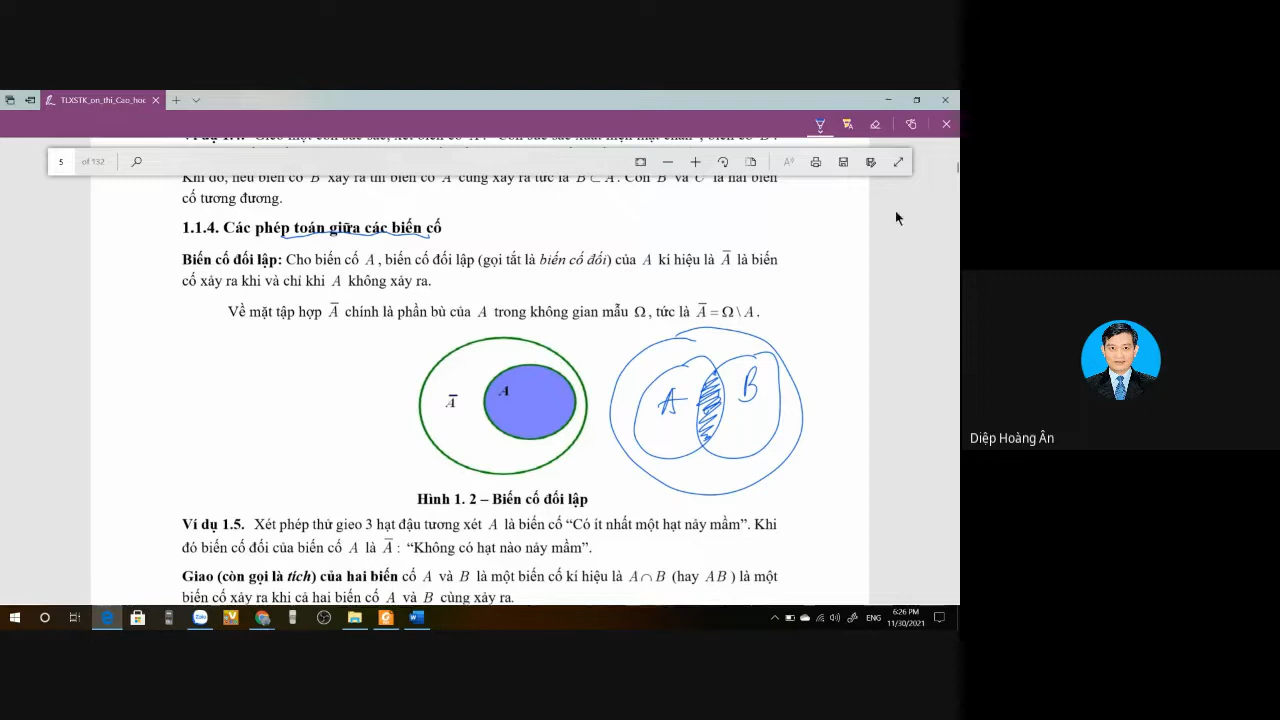 TLXSTK_on_thi_Cao_hoc
5 of 132
Khi đó, nếu biến cố B xảy ra thì biến cố A cũng xảy ra tức là B ⊂ A. Còn B và C là hai biến
cố tương đương.
1.1.4. Các phép toán giữa các biến cố
Biến cố đối lập: Cho biến cố A, biến cố đối lập (gọi tắt là biến cố đối) của A kí hiệu là A̅ là biến
cố xảy ra khi và chỉ khi A không xảy ra.
Về mặt tập hợp A̅ chính là phần bù của A trong không gian mẫu Ω, tức là A̅ = Ω \ A.
A̅ A
A B
Hình 1. 2 – Biến cố đối lập
Ví dụ 1.5. Xét phép thử gieo 3 hạt đậu tương xét A là biến cố “Có ít nhất một hạt nảy mầm”. Khi
đó biến cố đối của biến cố A là A̅ : “Không có hạt nào nảy mầm”.
Giao (còn gọi là tích) của hai biến cố A và B là một biến cố kí hiệu là A∩B (hay AB) là một
biến cố xảy ra khi cả hai biến cố A và B cùng xảy ra.
Diệp Hoàng Ân
Zalo
ENG
6:26 PM
11/30/2021